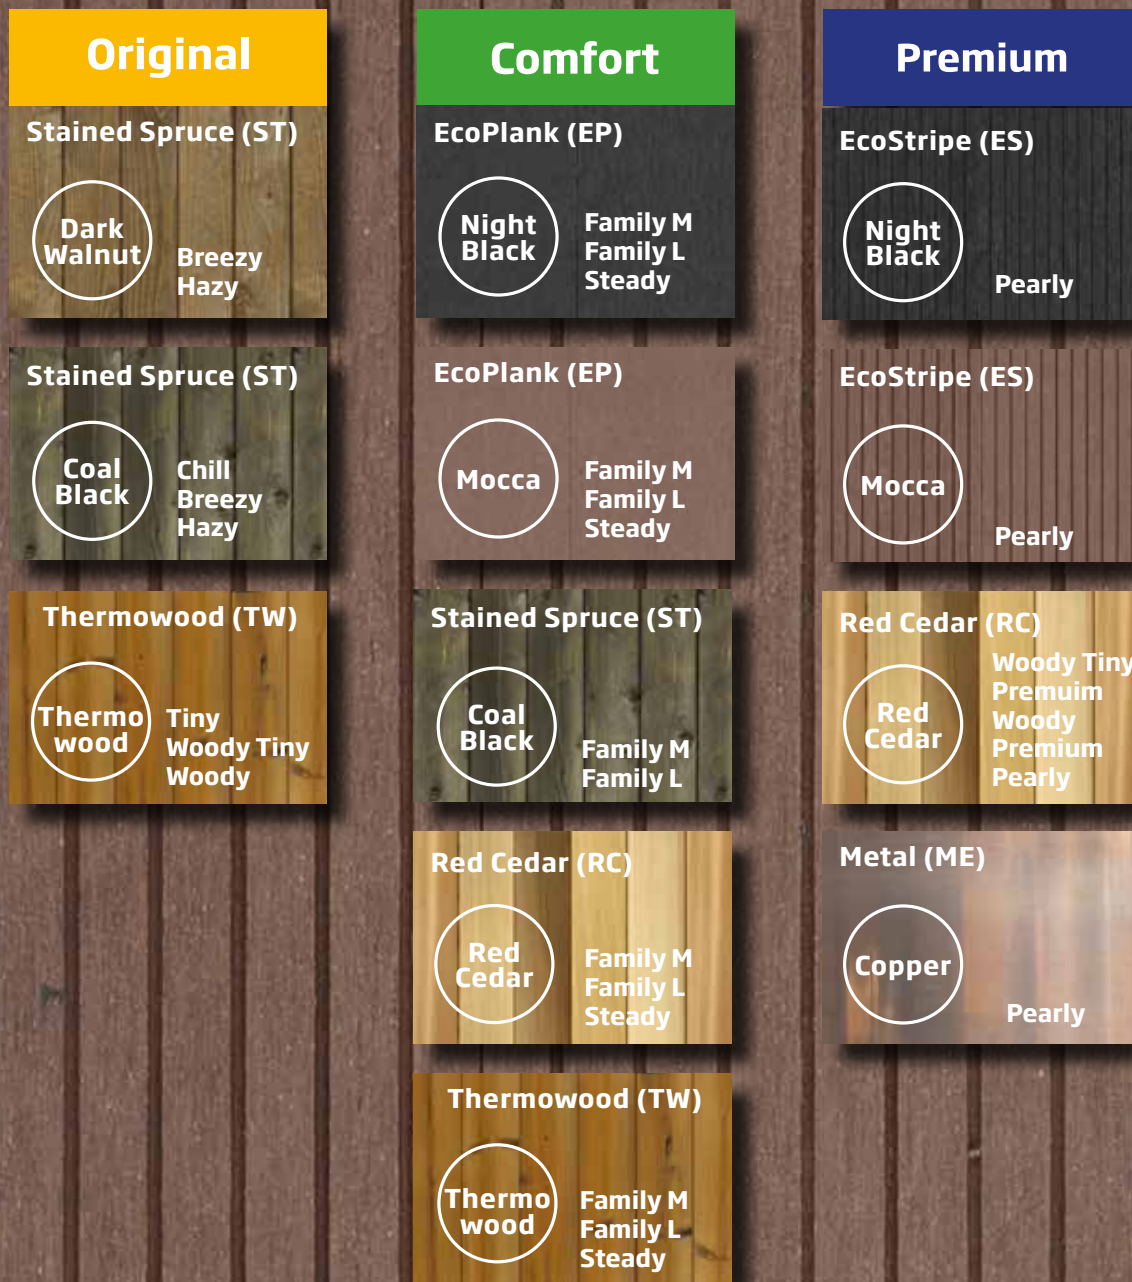 Original
Stained Spruce (ST)
Dark
Walnut
Breezy
Hazy
Stained Spruce (ST)
Coal
Black
Chill
Breezy
Hazy
Thermowood (TW)
Thermo
wood
Tiny
Woody Tiny
Woody
Comfort
EcoPlank (EP)
Night
Black
Family M
Family L
Steady
EcoPlank (EP)
Mocca
Family M
Family L
Steady
Stained Spruce (ST)
Coal
Black
Family M
Family L
Red Cedar (RC)
Red
Cedar
Family M
Family L
Steady
Thermowood (TW)
Thermo
wood
Family M
Family L
Steady
Premium
EcoStripe (ES)
Night
Black
Pearly
EcoStripe (ES)
Mocca
Pearly
Red Cedar (RC)
Red
Cedar
Woody Tiny
Premuim
Woody
Premium
Pearly
Metal (ME)
Copper
Pearly